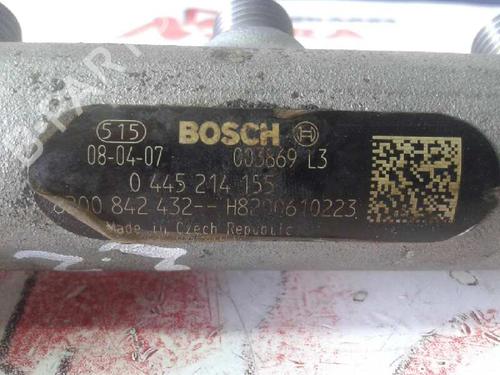 515 BOSCH
08-04-07 003869 L3
0 445 214 155
8200 842 432-- H8200610223
Made in Czech Republic
B-PARTS